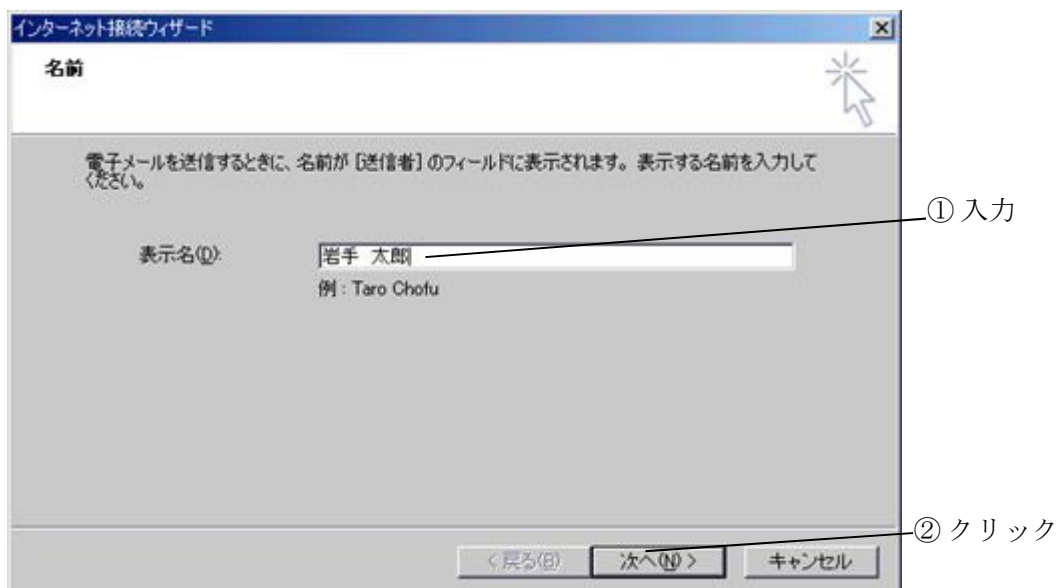 インターネット接続ウィザード
名前
電子メールを送信するときに、名前が [送信者] のフィールドに表示されます。表示する名前を入力して
ください。
① 入力
表示名(D):
岩手 太郎
例 : Taro Chofu
② クリック
< 戻る(B)
次へ(N) >
キャンセル